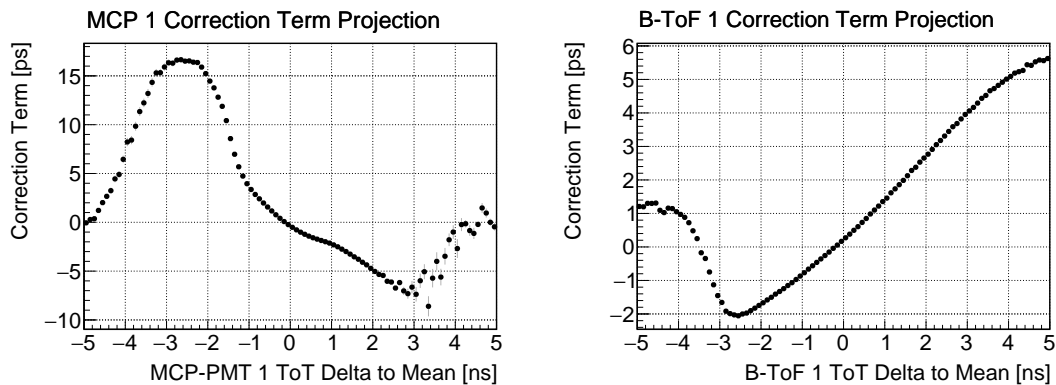 MCP 1 Correction Term Projection
Correction Term [ps]
15
10
5
0
−5
−10
−5 −4 −3 −2 −1 0 1 2 3 4 5
MCP-PMT 1 ToT Delta to Mean [ns]
B-ToF 1 Correction Term Projection
Correction Term [ps]
6
5
4
3
2
1
0
−1
−2
−5 −4 −3 −2 −1 0 1 2 3 4 5
B-ToF 1 ToT Delta to Mean [ns]